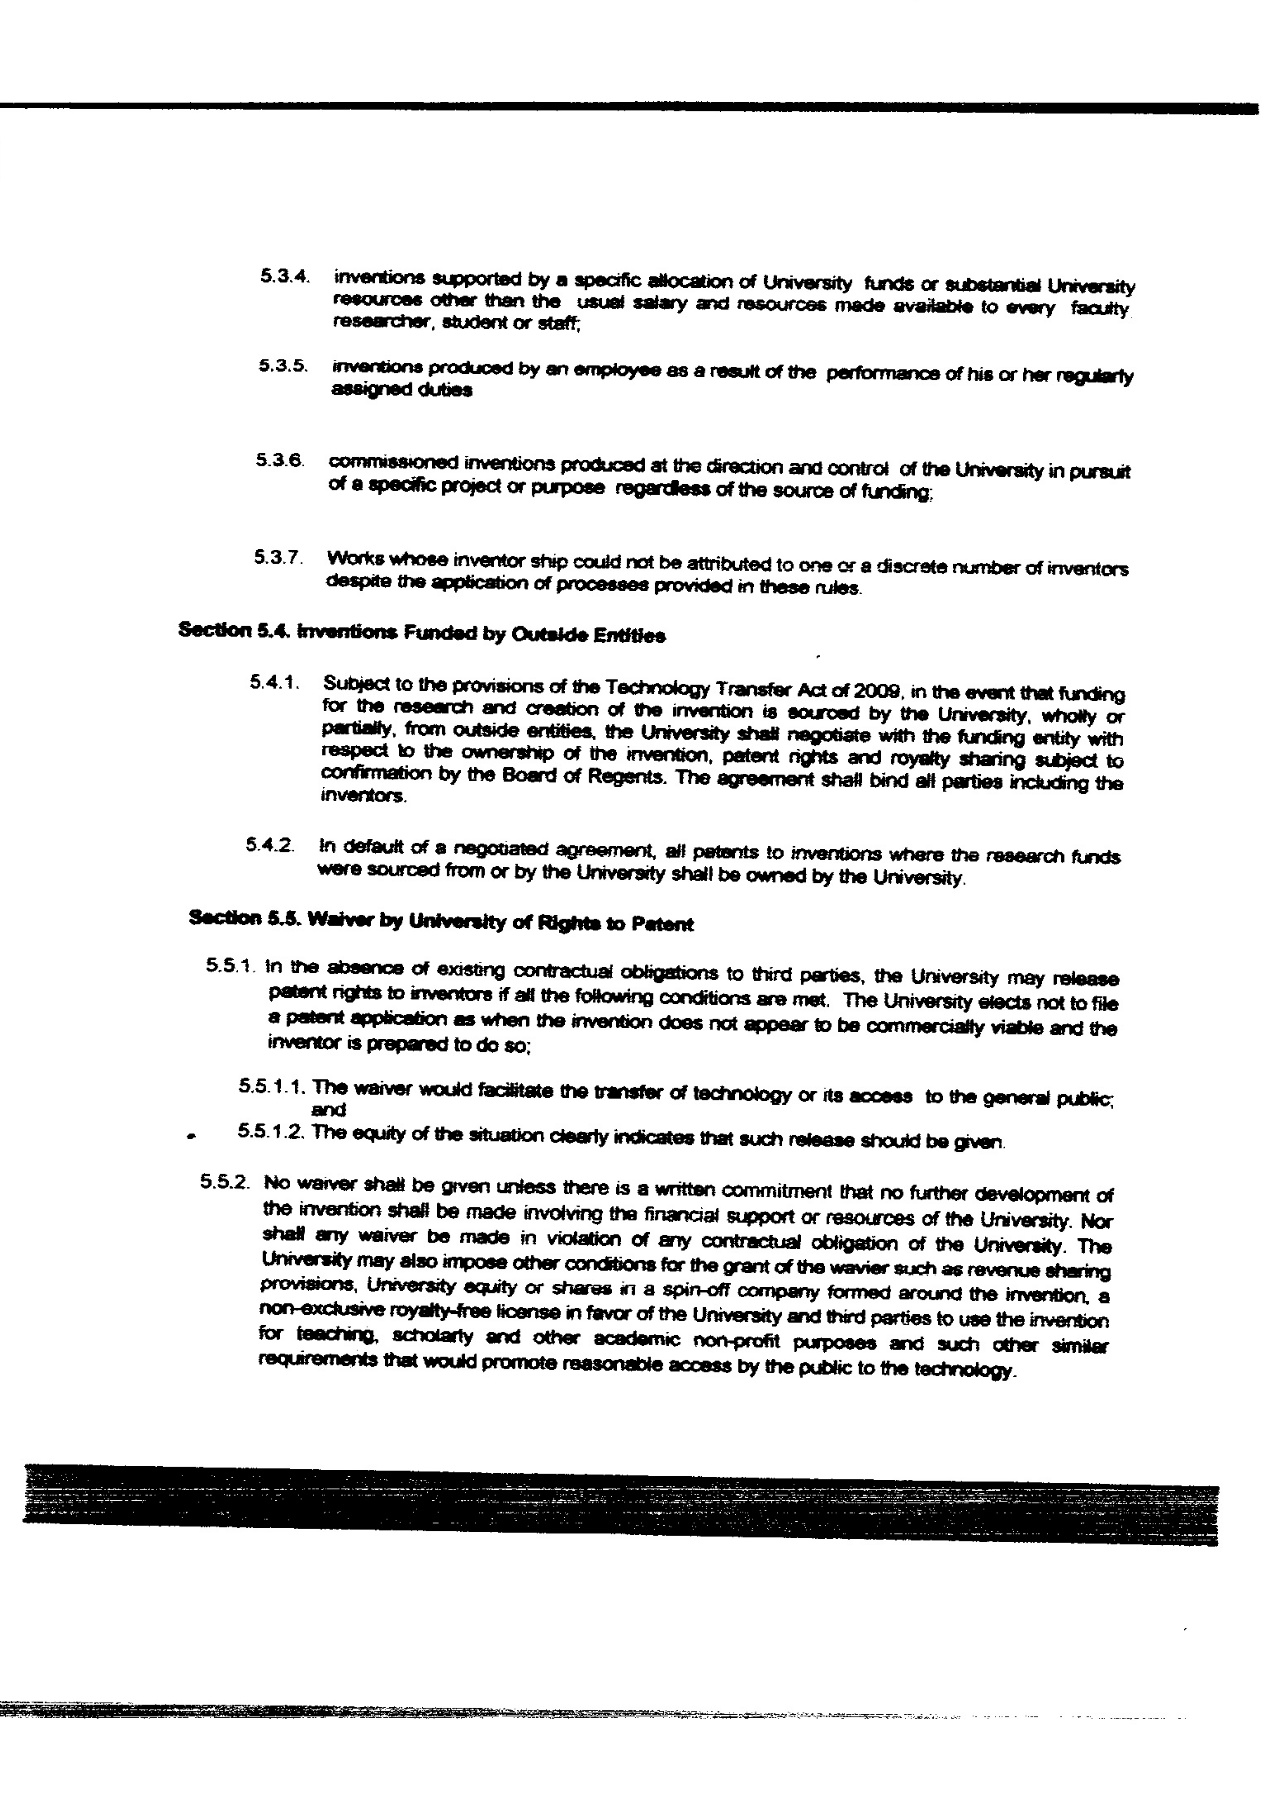 5.3.4. inventions supported by a specific allocation of University funds or substantial University
resources other than the usual salary and resources made available to every faculty
researcher, student or staff;
5.3.5. inventions produced by an employee as a result of the performance of his or her regularly
assigned duties
5.3.6. commissioned inventions produced at the direction and control of the University in pursuit
of a specific project or purpose regardless of the source of funding;
5.3.7. Works whose inventor ship could not be attributed to one or a discrete number of inventors
despite the application of processes provided in these rules.
Section 5.4. Inventions Funded by Outside Entities
5.4.1. Subject to the provisions of the Technology Transfer Act of 2009, in the event that funding
for the research and creation of the invention is sourced by the University, wholly or
partially, from outside entities, the University shall negotiate with the funding entity with
respect to the ownership of the invention, patent rights and royalty sharing subject to
confirmation by the Board of Regents. The agreement shall bind all parties including the
inventors.
5.4.2. In default of a negotiated agreement, all patents to inventions where the research funds
were sourced from or by the University shall be owned by the University.
Section 5.5. Waiver by University of Rights to Patent
5.5.1. In the absence of existing contractual obligations to third parties, the University may release
patent rights to inventors if all the following conditions are met. The University elects not to file
a patent application as when the invention does not appear to be commercially viable and the
inventor is prepared to do so;
5.5.1.1. The waiver would facilitate the transfer of technology or its access to the general public;
and
5.5.1.2. The equity of the situation clearly indicates that such release should be given.
5.5.2. No waiver shall be given unless there is a written commitment that no further development of
the invention shall be made involving the financial support or resources of the University. Nor
shall any waiver be made in violation of any contractual obligation of the University. The
University may also impose other conditions for the grant of the wavier such as revenue sharing
provisions, University equity or shares in a spin-off company formed around the invention, a
non-exclusive royalty-free license in favor of the University and third parties to use the invention
for teaching, scholarly and other academic non-profit purposes and such other similar
requirements that would promote reasonable access by the public to the technology.